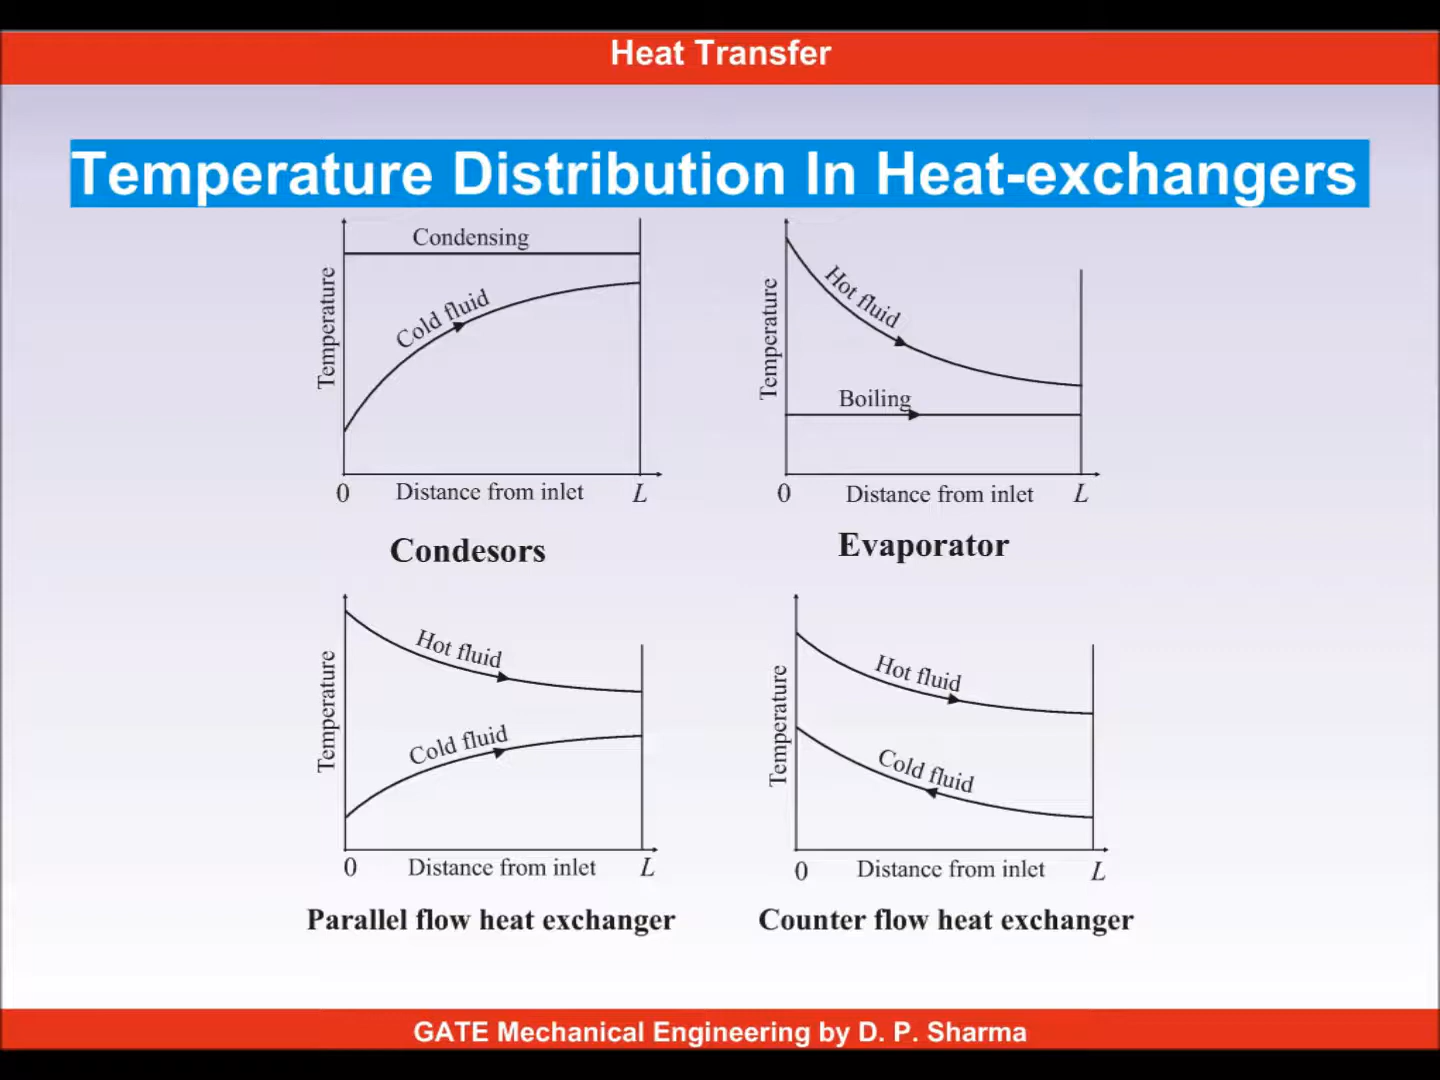 Heat Transfer
Temperature Distribution In Heat-exchangers
Condensing
Cold fluid
Temperature
0 Distance from inlet L
Condesors
Hot fluid
Boiling
Temperature
0 Distance from inlet L
Evaporator
Hot fluid
Cold fluid
Temperature
0 Distance from inlet L
Parallel flow heat exchanger
Hot fluid
Cold fluid
Temperature
0 Distance from inlet L
Counter flow heat exchanger
GATE Mechanical Engineering by D. P. Sharma